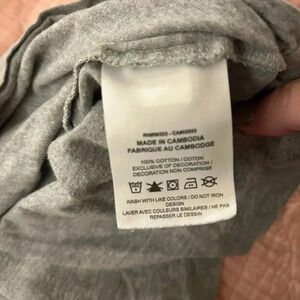 MADE IN CAMBODIA
FABRIQUE AU CAMBODGE
100% COTTON / COTON
EXCLUSIVE OF DECORATION /
DECORATION NON COMPRISE
WASH WITH LIKE COLORS / DO NOT IRON
DESIGN
LAVER AVEC COULEURS SIMILAIRES / NE PAS
REPASSER LE DESSIN